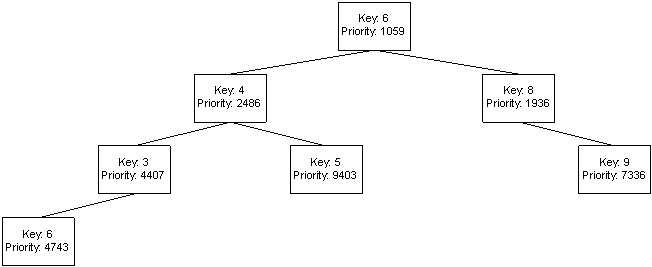 Key: 6
Priority: 1059
Key: 4
Priority: 2486
Key: 8
Priority: 1936
Key: 3
Priority: 4407
Key: 5
Priority: 9403
Key: 9
Priority: 7336
Key: 6
Priority: 4743